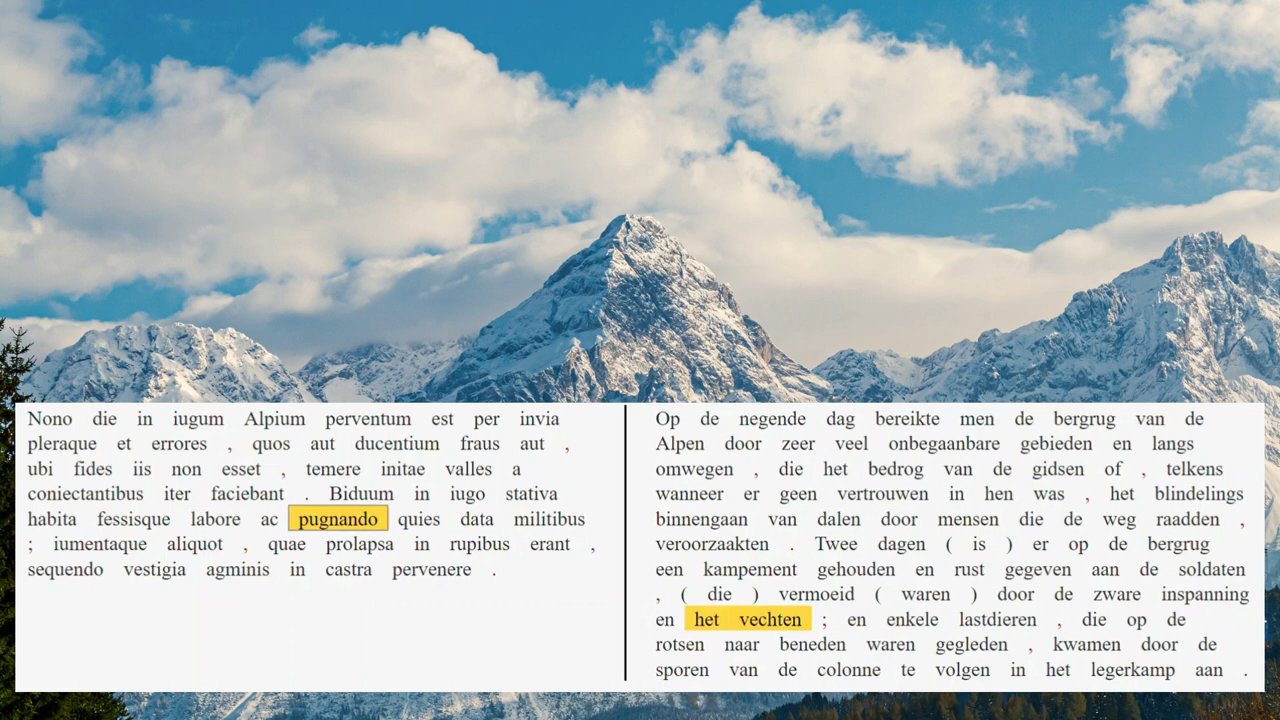 Nono die in iugum Alpium perventum est per invia
pleraque et errores , quos aut ducentium fraus aut ,
ubi fides iis non esset , temere initae valles a
coniectantibus iter faciebant . Biduum in iugo stativa
habita fessisque labore ac pugnando quies data militibus
; iumentaque aliquot , quae prolapsa in rupibus erant ,
sequendo vestigia agminis in castra pervenere .
Op de negende dag bereikte men de bergrug van de
Alpen door zeer veel onbegaanbare gebieden en langs
omwegen , die het bedrog van de gidsen of , telkens
wanneer er geen vertrouwen in hen was , het blindelings
binnengaan van dalen door mensen die de weg raadden ,
veroorzaakten . Twee dagen ( is ) er op de bergrug
een kampement gehouden en rust gegeven aan de soldaten
, ( die ) vermoeid ( waren ) door de zware inspanning
en het vechten ; en enkele lastdieren , die op de
rotsen naar beneden waren gegleden , kwamen door de
sporen van de colonne te volgen in het legerkamp aan .